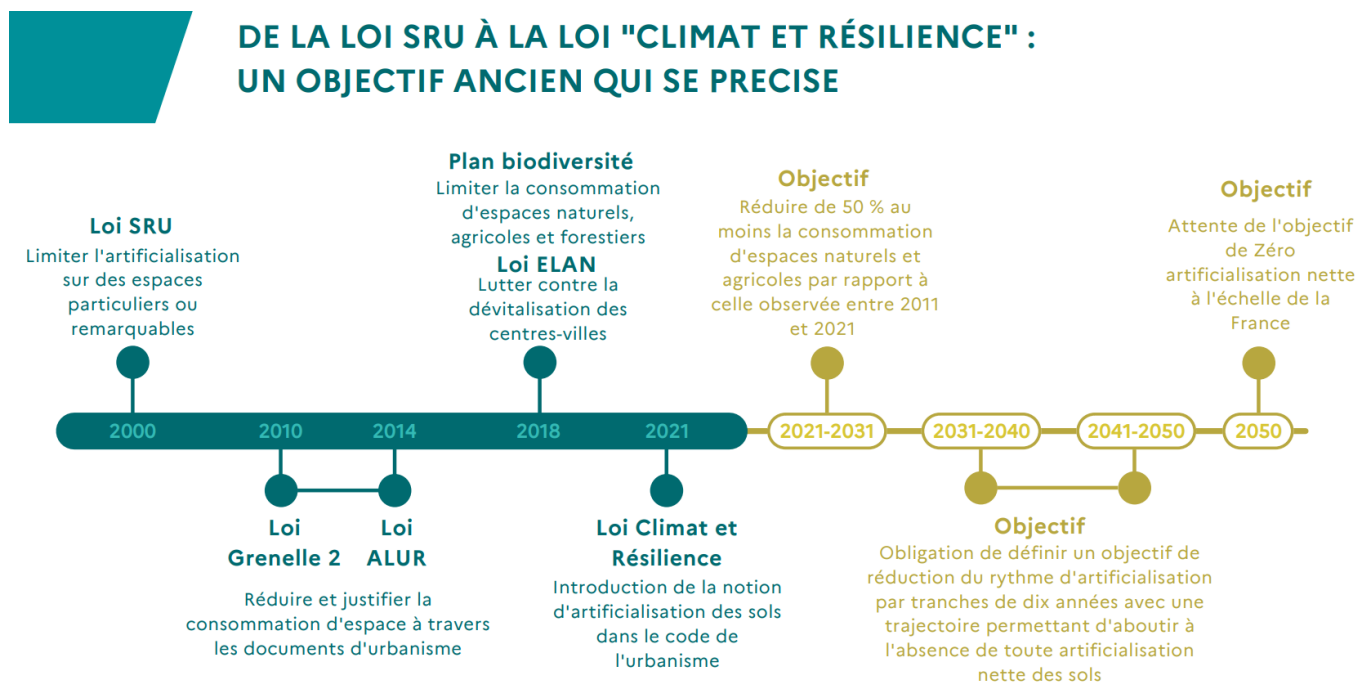 DE LA LOI SRU À LA LOI "CLIMAT ET RÉSILIENCE" :
UN OBJECTIF ANCIEN QUI SE PRECISE
Loi SRU
Limiter l'artificialisation
sur des espaces
particuliers ou
remarquables
Plan biodiversité
Limiter la consommation
d'espaces naturels,
agricoles et forestiers
Loi ELAN
Lutter contre la
dévitalisation des
centres-villes
Objectif
Réduire de 50 % au
moins la consommation
d'espaces naturels et
agricoles par rapport à
celle observée entre 2011
et 2021
Objectif
Attente de l'objectif
de Zéro
artificialisation nette
à l'échelle de la
France
2000 2010 2014 2018 2021 2021-2031 2031-2040 2041-2050 2050
Loi
Grenelle 2
Loi
ALUR
Réduire et justifier la
consommation d'espace à travers
les documents d'urbanisme
Loi Climat et
Résilience
Introduction de la notion
d'artificialisation des sols
dans le code de
l'urbanisme
Objectif
Obligation de définir un objectif de
réduction du rythme d'artificialisation
par tranches de dix années avec une
trajectoire permettant d'aboutir à
l'absence de toute artificialisation
nette des sols